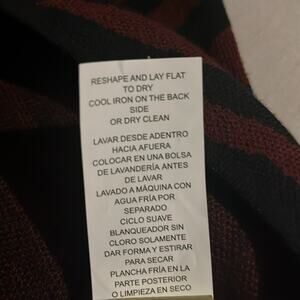 RESHAPE AND LAY FLAT
TO DRY
COOL IRON ON THE BACK
SIDE
OR DRY CLEAN
LAVAR DESDE ADENTRO
HACIA AFUERA
COLOCAR EN UNA BOLSA
DE LAVANDERÍA ANTES
DE LAVAR
LAVADO A MÁQUINA CON
AGUA FRÍA POR
SEPARADO
CICLO SUAVE
BLANQUEADOR SIN
CLORO SOLAMENTE
DAR FORMA Y ESTIRAR
PARA SECAR
PLANCHA FRÍA EN LA
PARTE POSTERIOR
O LIMPIEZA EN SECO